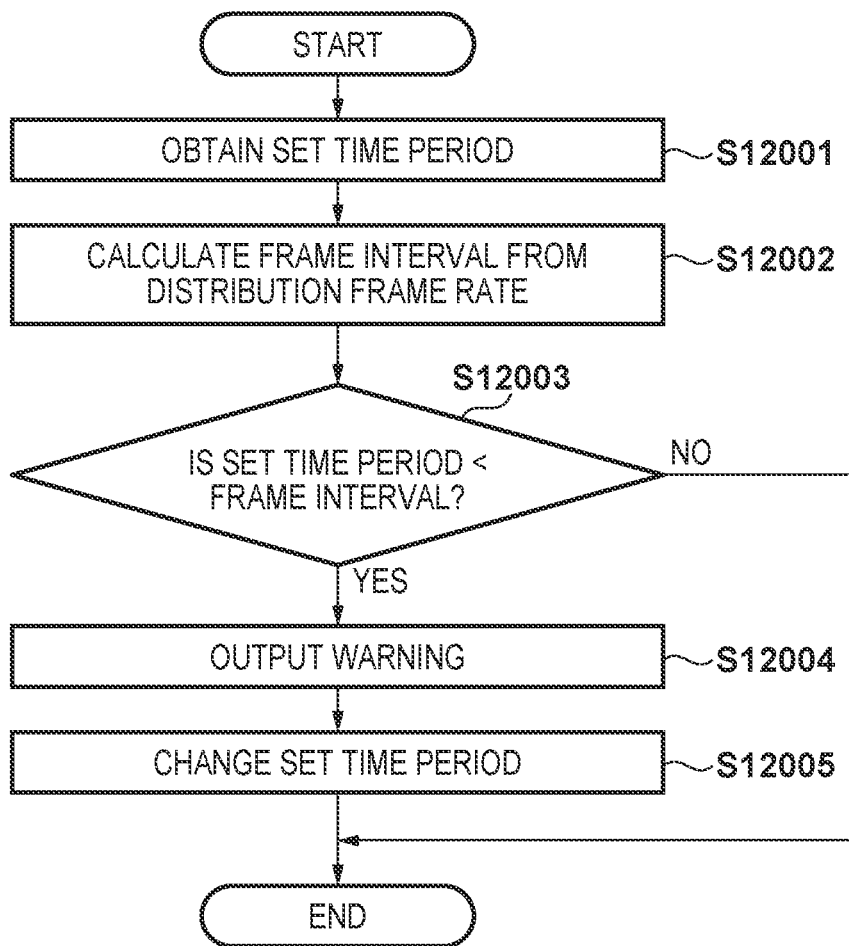 START
OBTAIN SET TIME PERIOD
S12001
CALCULATE FRAME INTERVAL FROM
DISTRIBUTION FRAME RATE
S12002
S12003
IS SET TIME PERIOD <
FRAME INTERVAL?
NO
YES
OUTPUT WARNING
S12004
CHANGE SET TIME PERIOD
S12005
END